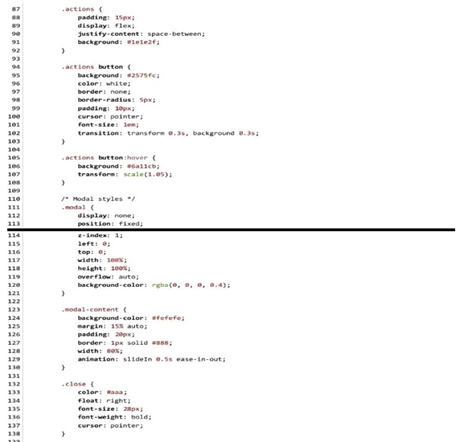 87 .actions {
88 padding: 15px;
89 display: flex;
90 justify-content: space-between;
91 background: #1e1e2f;
92 }
93
94 .actions button {
95 background: #2575fc;
96 color: white;
97 border: none;
98 border-radius: 5px;
99 padding: 10px;
100 cursor: pointer;
101 font-size: 1em;
102 transition: transform 0.3s, background 0.3s;
103 }
104
105 .actions button:hover {
106 background: #6a11cb;
107 transform: scale(1.05);
108 }
109
110 /* Modal styles */
111 .modal {
112 display: none;
113 position: fixed;
114 z-index: 1;
115 left: 0;
116 top: 0;
117 width: 100%;
118 height: 100%;
119 overflow: auto;
120 background-color: rgba(0, 0, 0, 0.4);
121 }
122
123 .modal-content {
124 background-color: #fefefe;
125 margin: 15% auto;
126 padding: 20px;
127 border: 1px solid #888;
128 width: 80%;
129 animation: slideIn 0.5s ease-in-out;
130 }
131
132 .close {
133 color: #aaa;
134 float: right;
135 font-size: 28px;
136 font-weight: bold;
137 cursor: pointer;
138 }